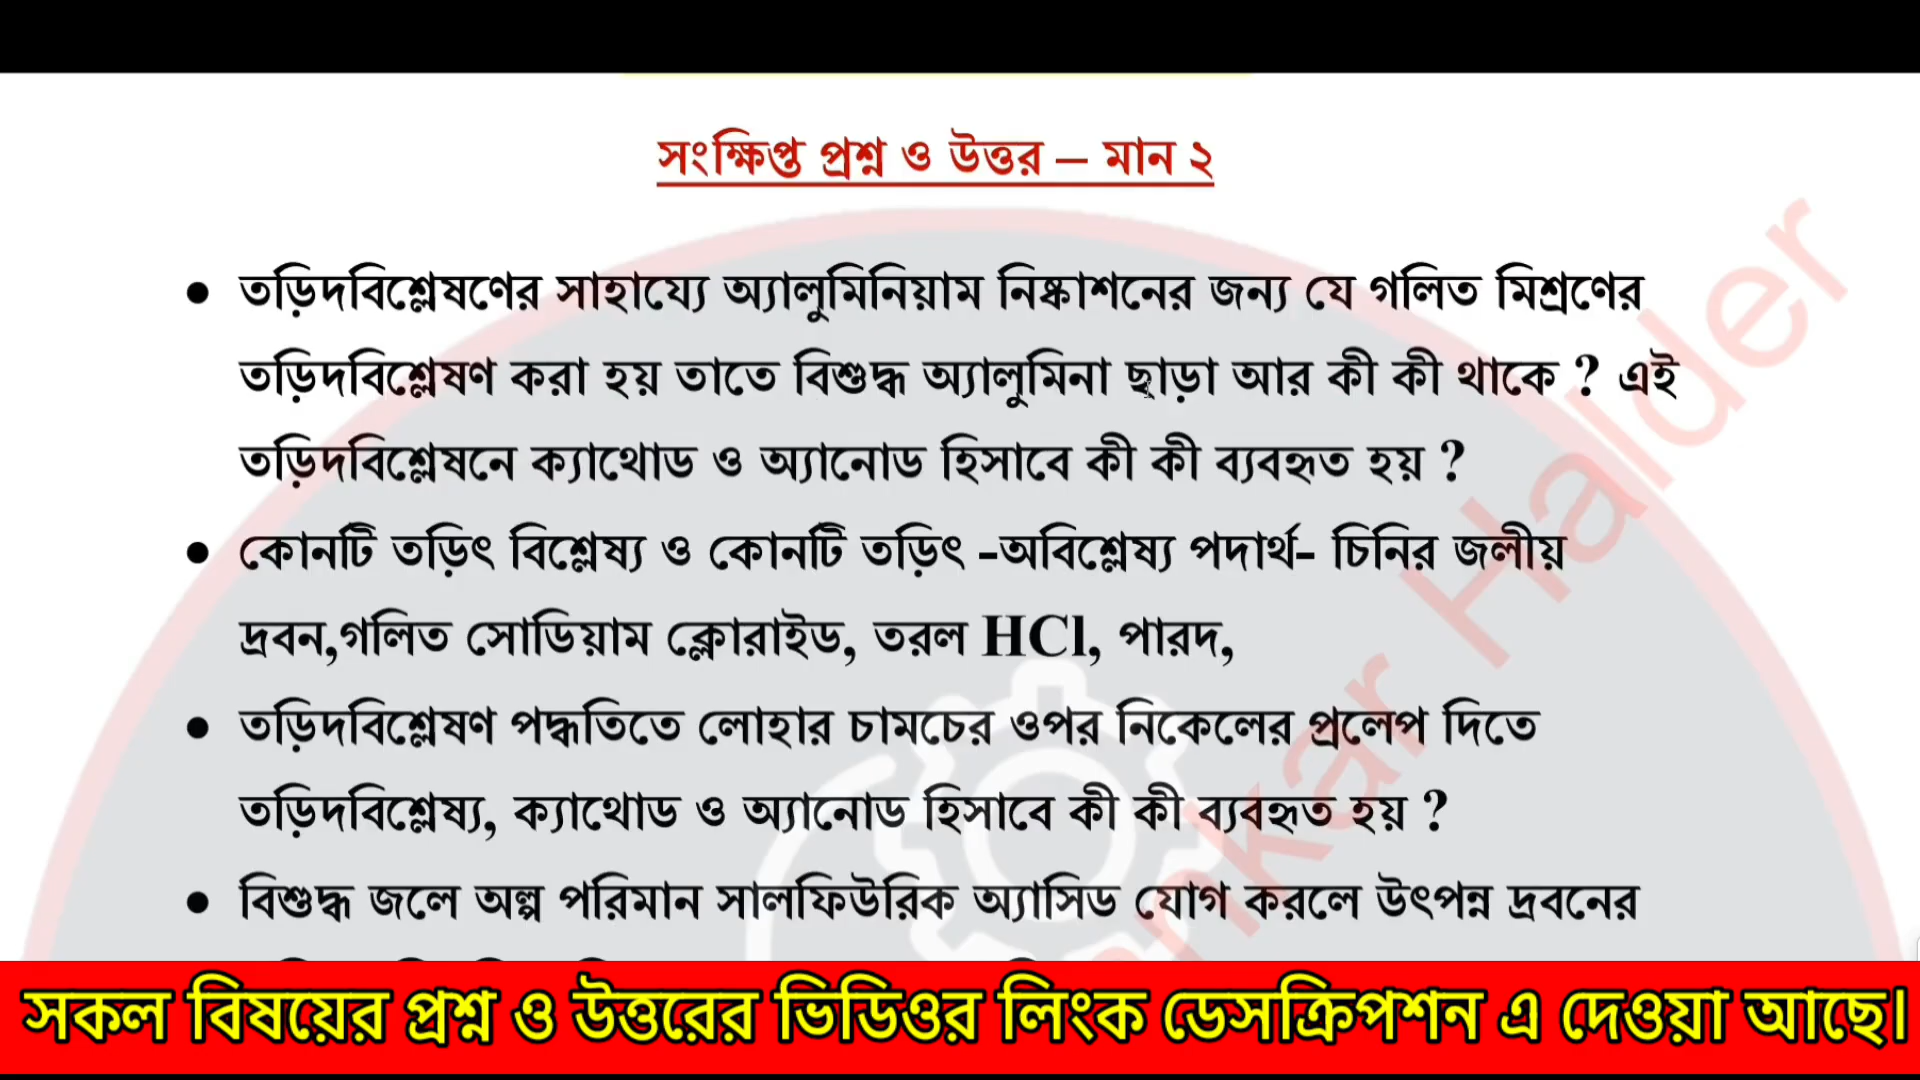 সংক্ষিপ্ত প্রশ্ন ও উত্তর – মান ২
● তড়িদবিশ্লেষণের সাহায্যে অ্যালুমিনিয়াম নিষ্কাশনের জন্য যে গলিত মিশ্রণের
তড়িদবিশ্লেষণ করা হয় তাতে বিশুদ্ধ অ্যালুমিনা ছাড়া আর কী কী থাকে ? এই
তড়িদবিশ্লেষনে ক্যাথোড ও অ্যানোড হিসাবে কী কী ব্যবহৃত হয় ?
● কোনটি তড়িৎ বিশ্লেষ্য ও কোনটি তড়িৎ -অবিশ্লেষ্য পদার্থ- চিনির জলীয়
দ্রবন,গলিত সোডিয়াম ক্লোরাইড, তরল HCl, পারদ,
● তড়িদবিশ্লেষণ পদ্ধতিতে লোহার চামচের ওপর নিকেলের প্রলেপ দিতে
তড়িদবিশ্লেষ্য, ক্যাথোড ও অ্যানোড হিসাবে কী কী ব্যবহৃত হয় ?
● বিশুদ্ধ জলে অল্প পরিমান সালফিউরিক অ্যাসিড যোগ করলে উৎপন্ন দ্রবনের
সকল বিষয়ের প্রশ্ন ও উত্তরের ভিডিওর লিংক ডেসক্রিপশন এ দেওয়া আছে।
nkar Halder